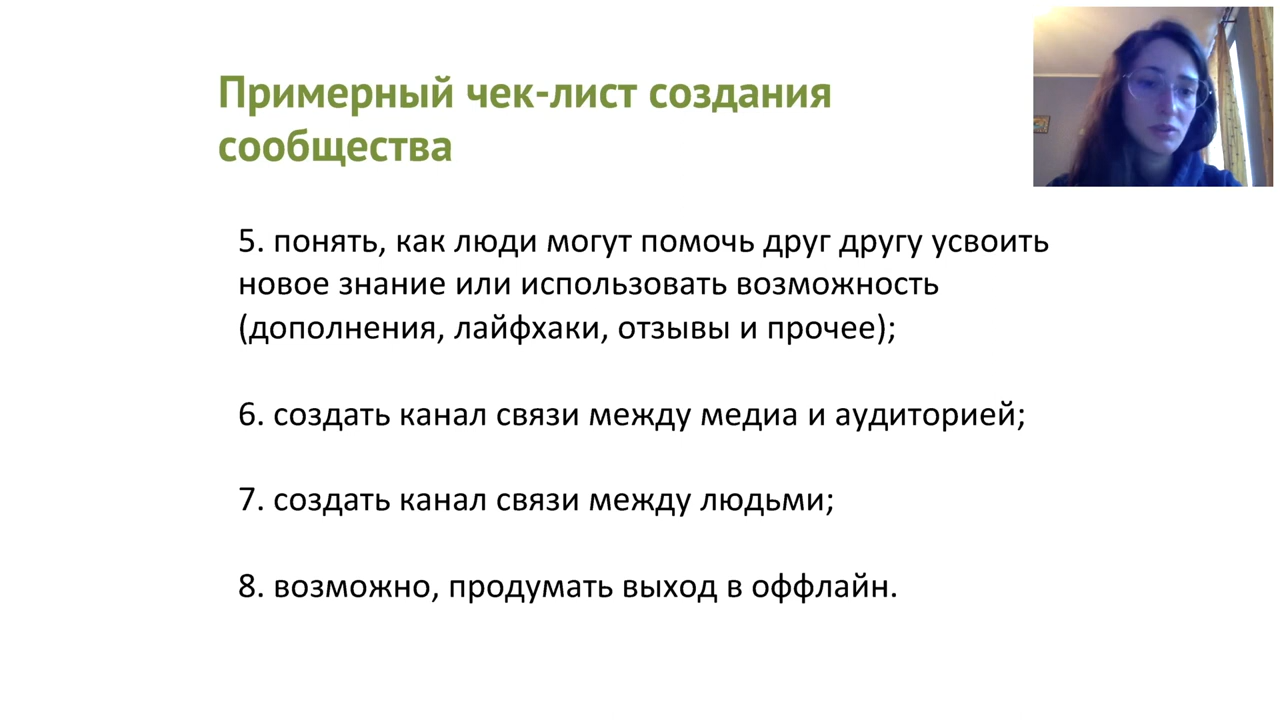 Примерный чек-лист создания
сообщества
5. понять, как люди могут помочь друг другу усвоить
новое знание или использовать возможность
(дополнения, лайфхаки, отзывы и прочее);
6. создать канал связи между медиа и аудиторией;
7. создать канал связи между людьми;
8. возможно, продумать выход в оффлайн.